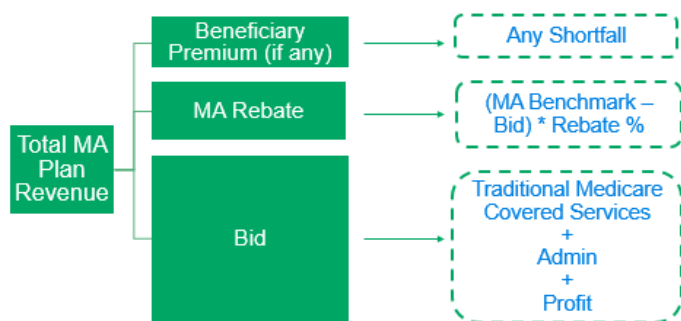 Beneficiary
Premium (if any)
Any Shortfall
MA Rebate
(MA Benchmark –
Bid) * Rebate %
Total MA
Plan
Revenue
Bid
Traditional Medicare
Covered Services
+
Admin
+
Profit